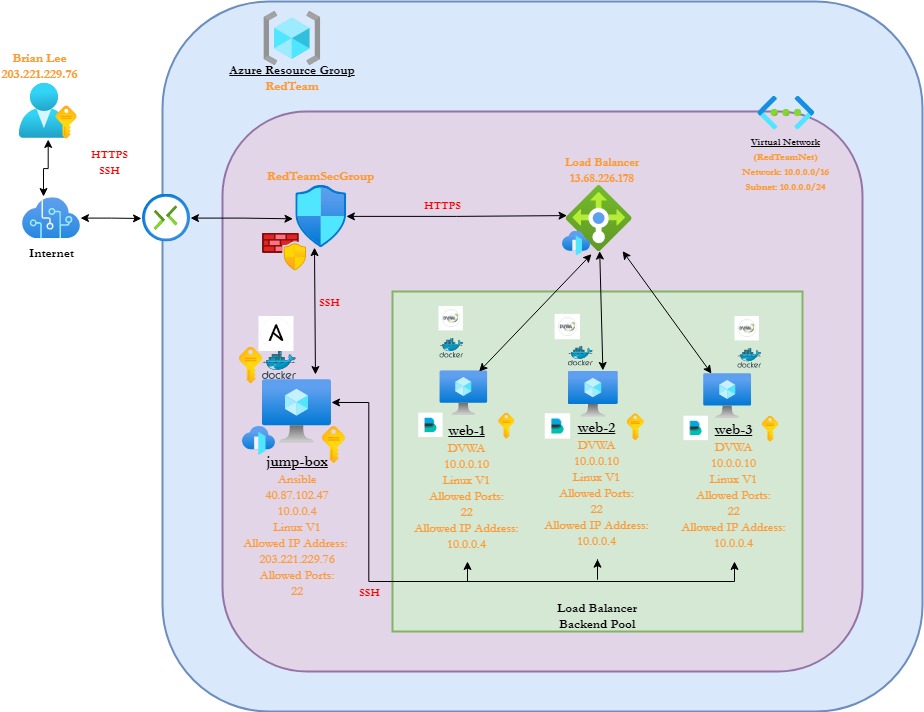 Azure Resource Group
RedTeam
Brian Lee
203.221.229.76
HTTPS
SSH
Internet
Virtual Network
(RedTeamNet)
Network: 10.0.0.0/16
Subnet: 10.0.0.0/24
RedTeamSecGroup
HTTPS
Load Balancer
13.68.226.178
SSH
docker
jump-box
Ansible
40.87.102.47
10.0.0.4
Linux V1
Allowed IP Address:
203.221.229.76
Allowed Ports:
22
SSH
DVWA
docker
web-1
DVWA
10.0.0.10
Linux V1
Allowed Ports:
22
Allowed IP Address:
10.0.0.4
DVWA
docker
web-2
DVWA
10.0.0.10
Linux V1
Allowed Ports:
22
Allowed IP Address:
10.0.0.4
DVWA
docker
web-3
DVWA
10.0.0.10
Linux V1
Allowed Ports:
22
Allowed IP Address:
10.0.0.4
Load Balancer
Backend Pool